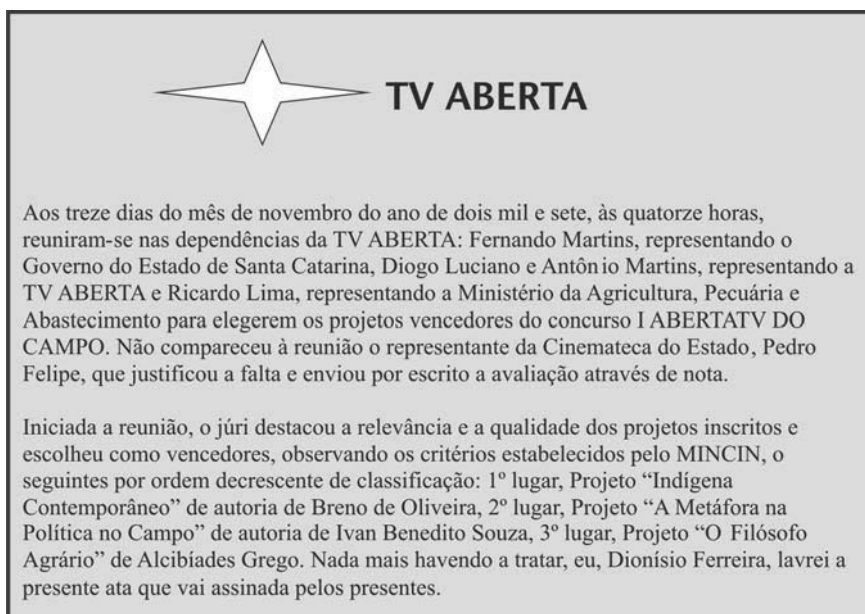 TV ABERTA
Aos treze dias do mês de novembro do ano de dois mil e sete, às quatorze horas,
reuniram-se nas dependências da TV ABERTA: Fernando Martins, representando o
Governo do Estado de Santa Catarina, Diogo Luciano e Antônio Martins, representando a
TV ABERTA e Ricardo Lima, representando a Ministério da Agricultura, Pecuária e
Abastecimento para elegerem os projetos vencedores do concurso I ABERTATV DO
CAMPO. Não compareceu à reunião o representante da Cinemateca do Estado, Pedro
Felipe, que justificou a falta e enviou por escrito a avaliação através de nota.
Iniciada a reunião, o júri destacou a relevância e a qualidade dos projetos inscritos e
escolheu como vencedores, observando os critérios estabelecidos pelo MINCIN, o
seguintes por ordem decrescente de classificação: 1º lugar, Projeto “Indígena
Contemporâneo” de autoria de Breno de Oliveira, 2º lugar, Projeto “A Metáfora na
Política no Campo” de autoria de Ivan Benedito Souza, 3º lugar, Projeto “O Filósofo
Agrário” de Alcibíades Grego. Nada mais havendo a tratar, eu, Dionísio Ferreira, lavrei a
presente ata que vai assinada pelos presentes.